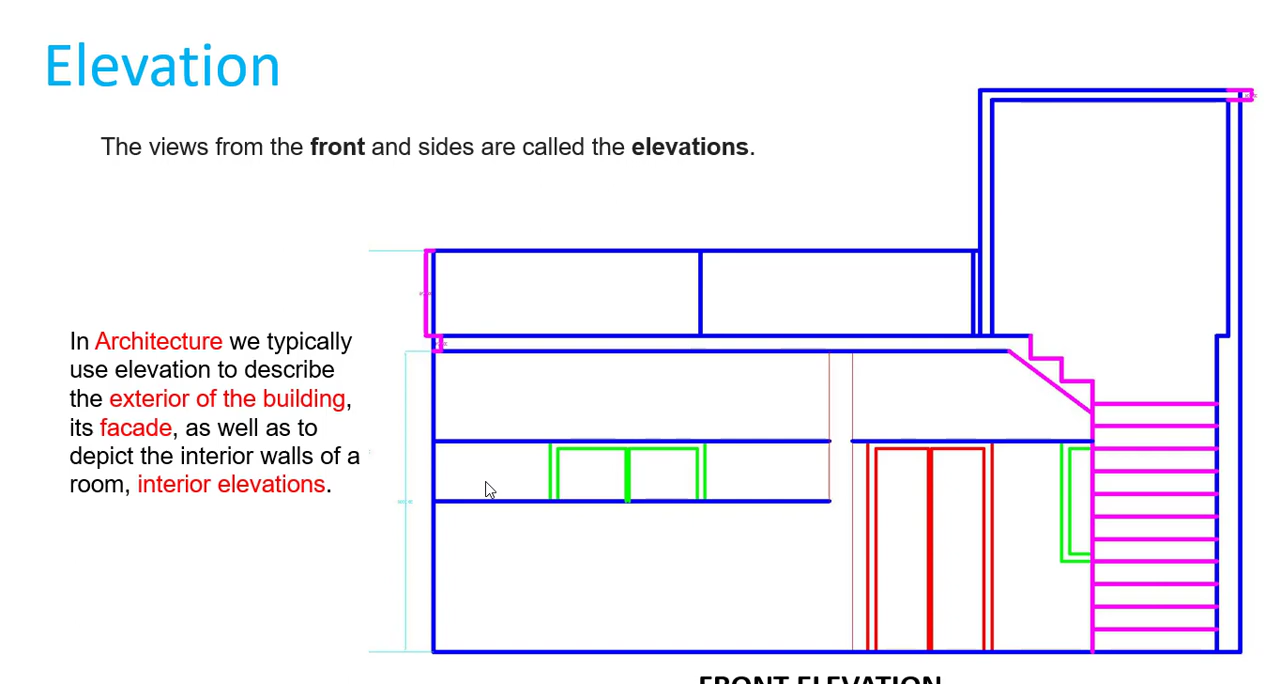 Elevation
The views from the front and sides are called the elevations.
In Architecture we typically
use elevation to describe
the exterior of the building,
its facade, as well as to
depict the interior walls of a
room, interior elevations.
FRONT ELEVATION